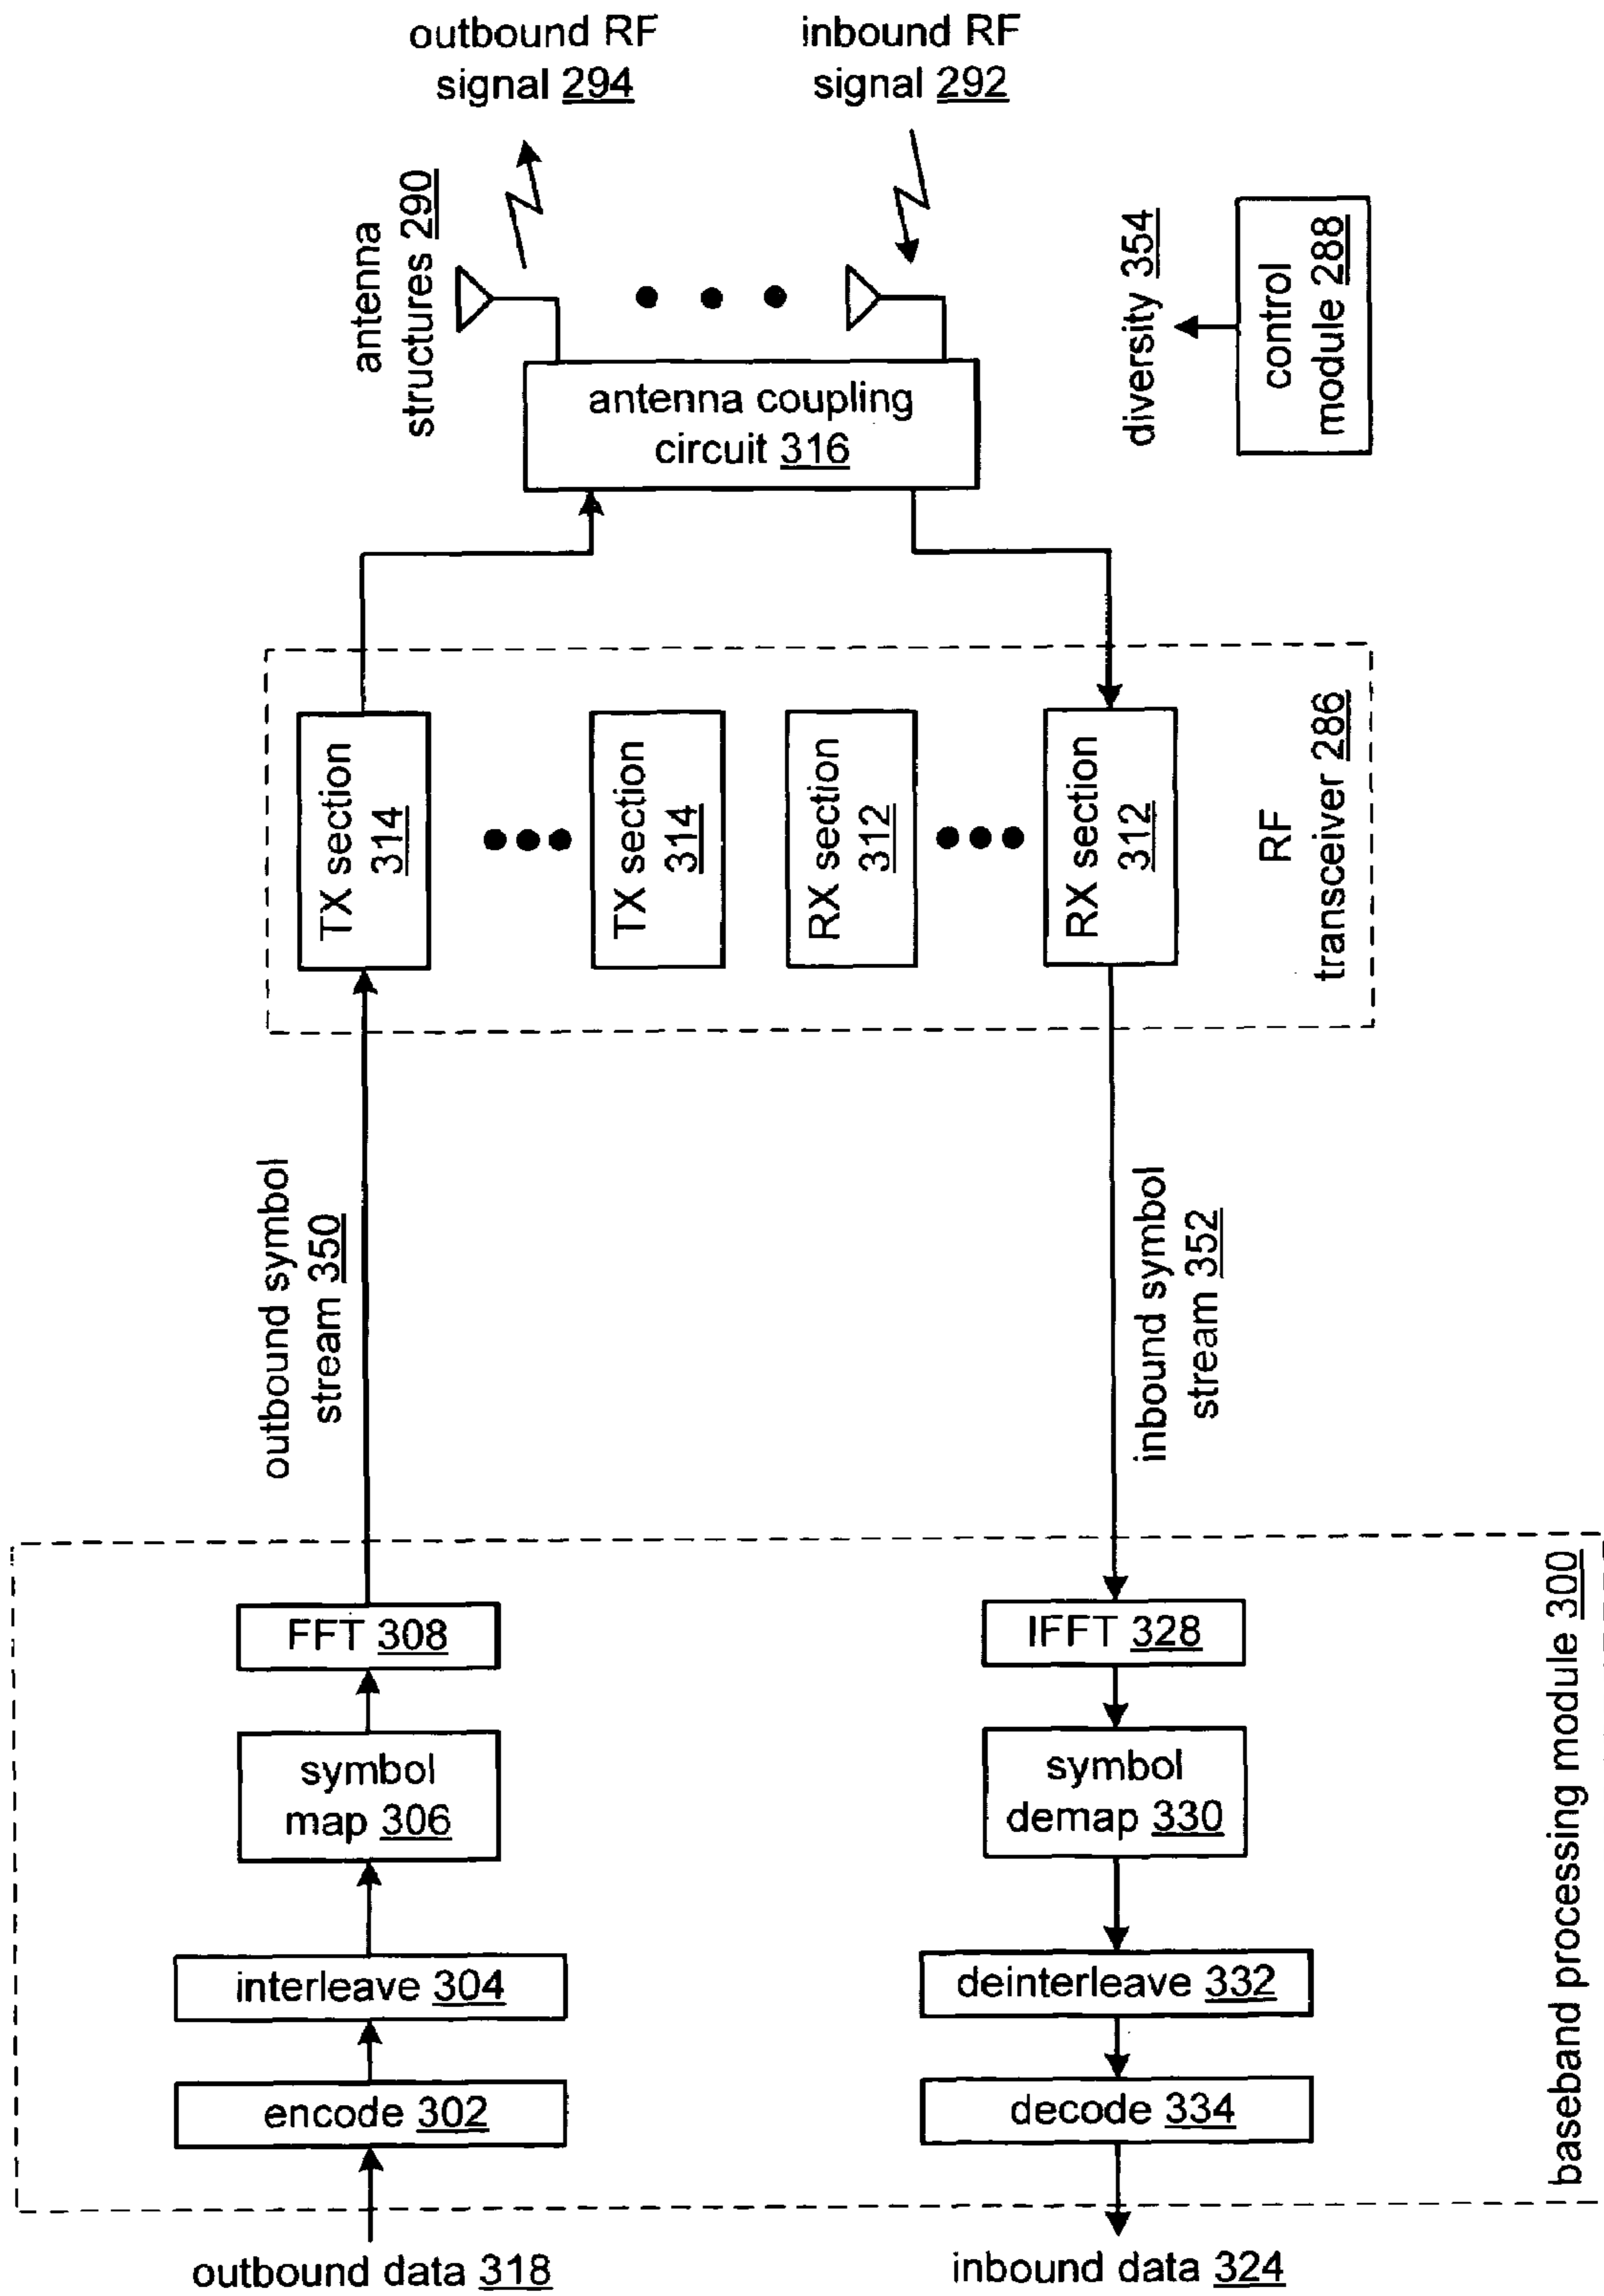 outbound RF
signal 294
inbound RF
signal 292
antenna
structures 290
antenna coupling
circuit 316
diversity 354
control
module 288
TX section
314
TX section
314
RX section
312
RX section
312
RF
transceiver 286
outbound symbol
stream 350
inbound symbol
stream 352
FFT 308
IFFT 328
symbol
map 306
symbol
demap 330
interleave 304
deinterleave 332
encode 302
decode 334
baseband processing module 300
outbound data 318
inbound data 324